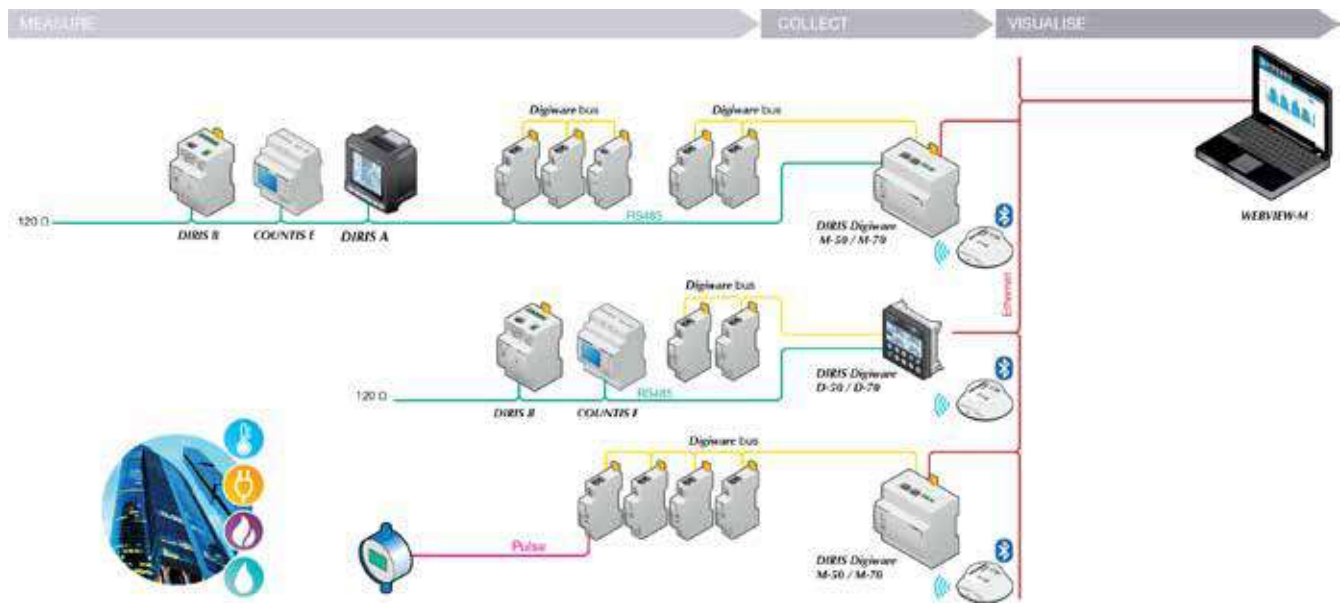 MEASURE
COLLECT
VISUALISE
Digiware bus
Digiware bus
120 Ω
RS485
DIRIS B
COUNTIS E
DIRIS A
DIRIS Digiware
M-50 / M-70
WEBVIEW-M
Digiware bus
Ethernet
120 Ω
RS485
DIRIS B
COUNTIS E
DIRIS Digiware
D-50 / D-70
Digiware bus
Pulse
DIRIS Digiware
M-50 / M-70